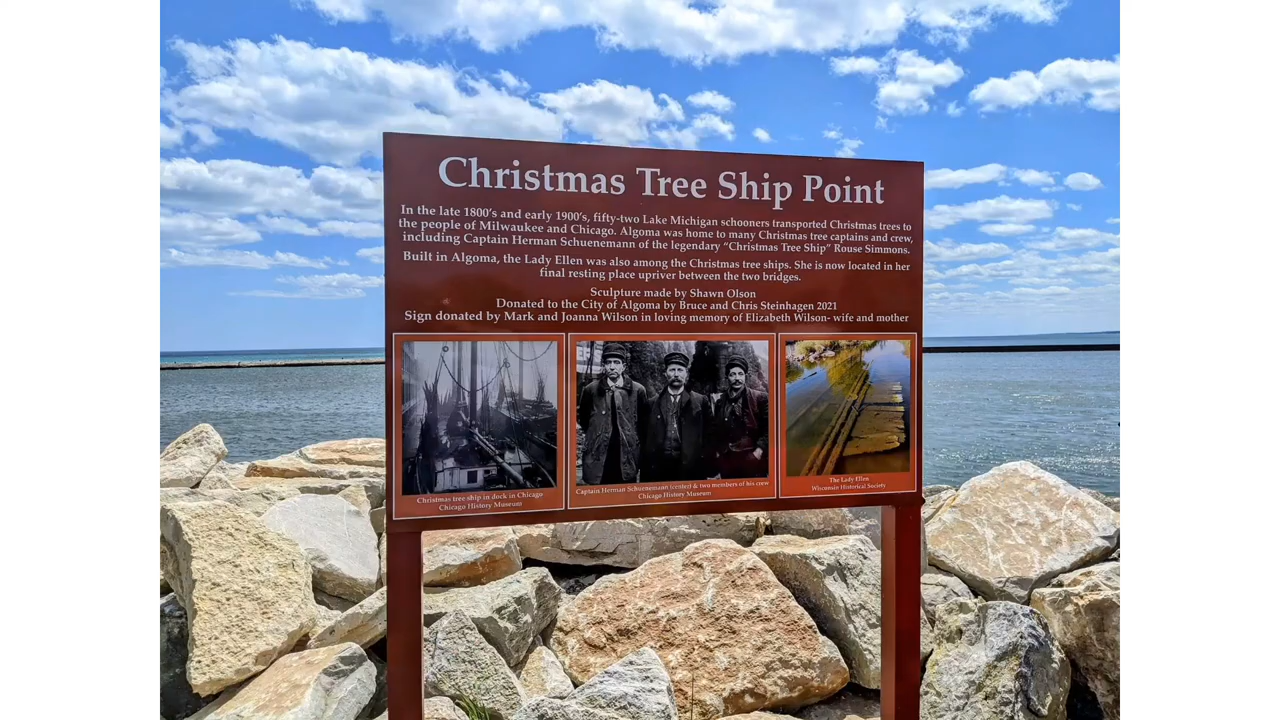 Christmas Tree Ship Point
In the late 1800's and early 1900's, fifty-two Lake Michigan schooners transported Christmas trees to
the people of Milwaukee and Chicago. Algoma was home to many Christmas tree captains and crew,
including Captain Herman Schuenemann of the legendary "Christmas Tree Ship" Rouse Simmons.
Built in Algoma, the Lady Ellen was also among the Christmas tree ships. She is now located in her
final resting place upriver between the two bridges.
Sculpture made by Shawn Olson
Donated to the City of Algoma by Bruce and Chris Steinhagen 2021
Sign donated by Mark and Joanna Wilson in loving memory of Elizabeth Wilson- wife and mother
Christmas tree ship in dock in Chicago
Chicago History Museum
Captain Herman Schuenemann (center) & two members of his crew
Chicago History Museum
The Lady Ellen
Wisconsin Historical Society